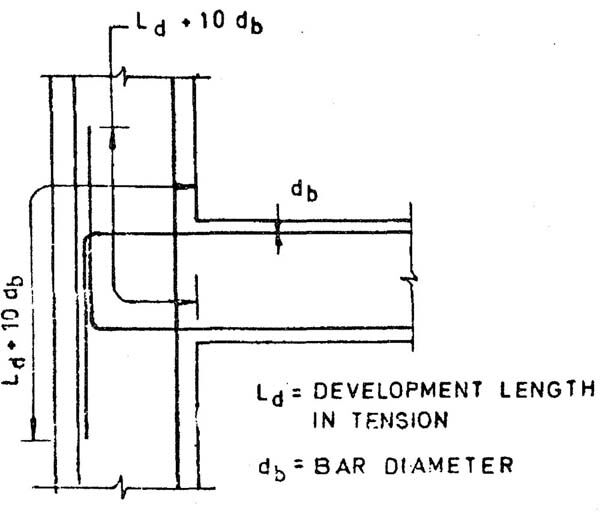 Ld + 10 db
db
Ld + 10 db
Ld = DEVELOPMENT LENGTH
IN TENSION
db = BAR DIAMETER